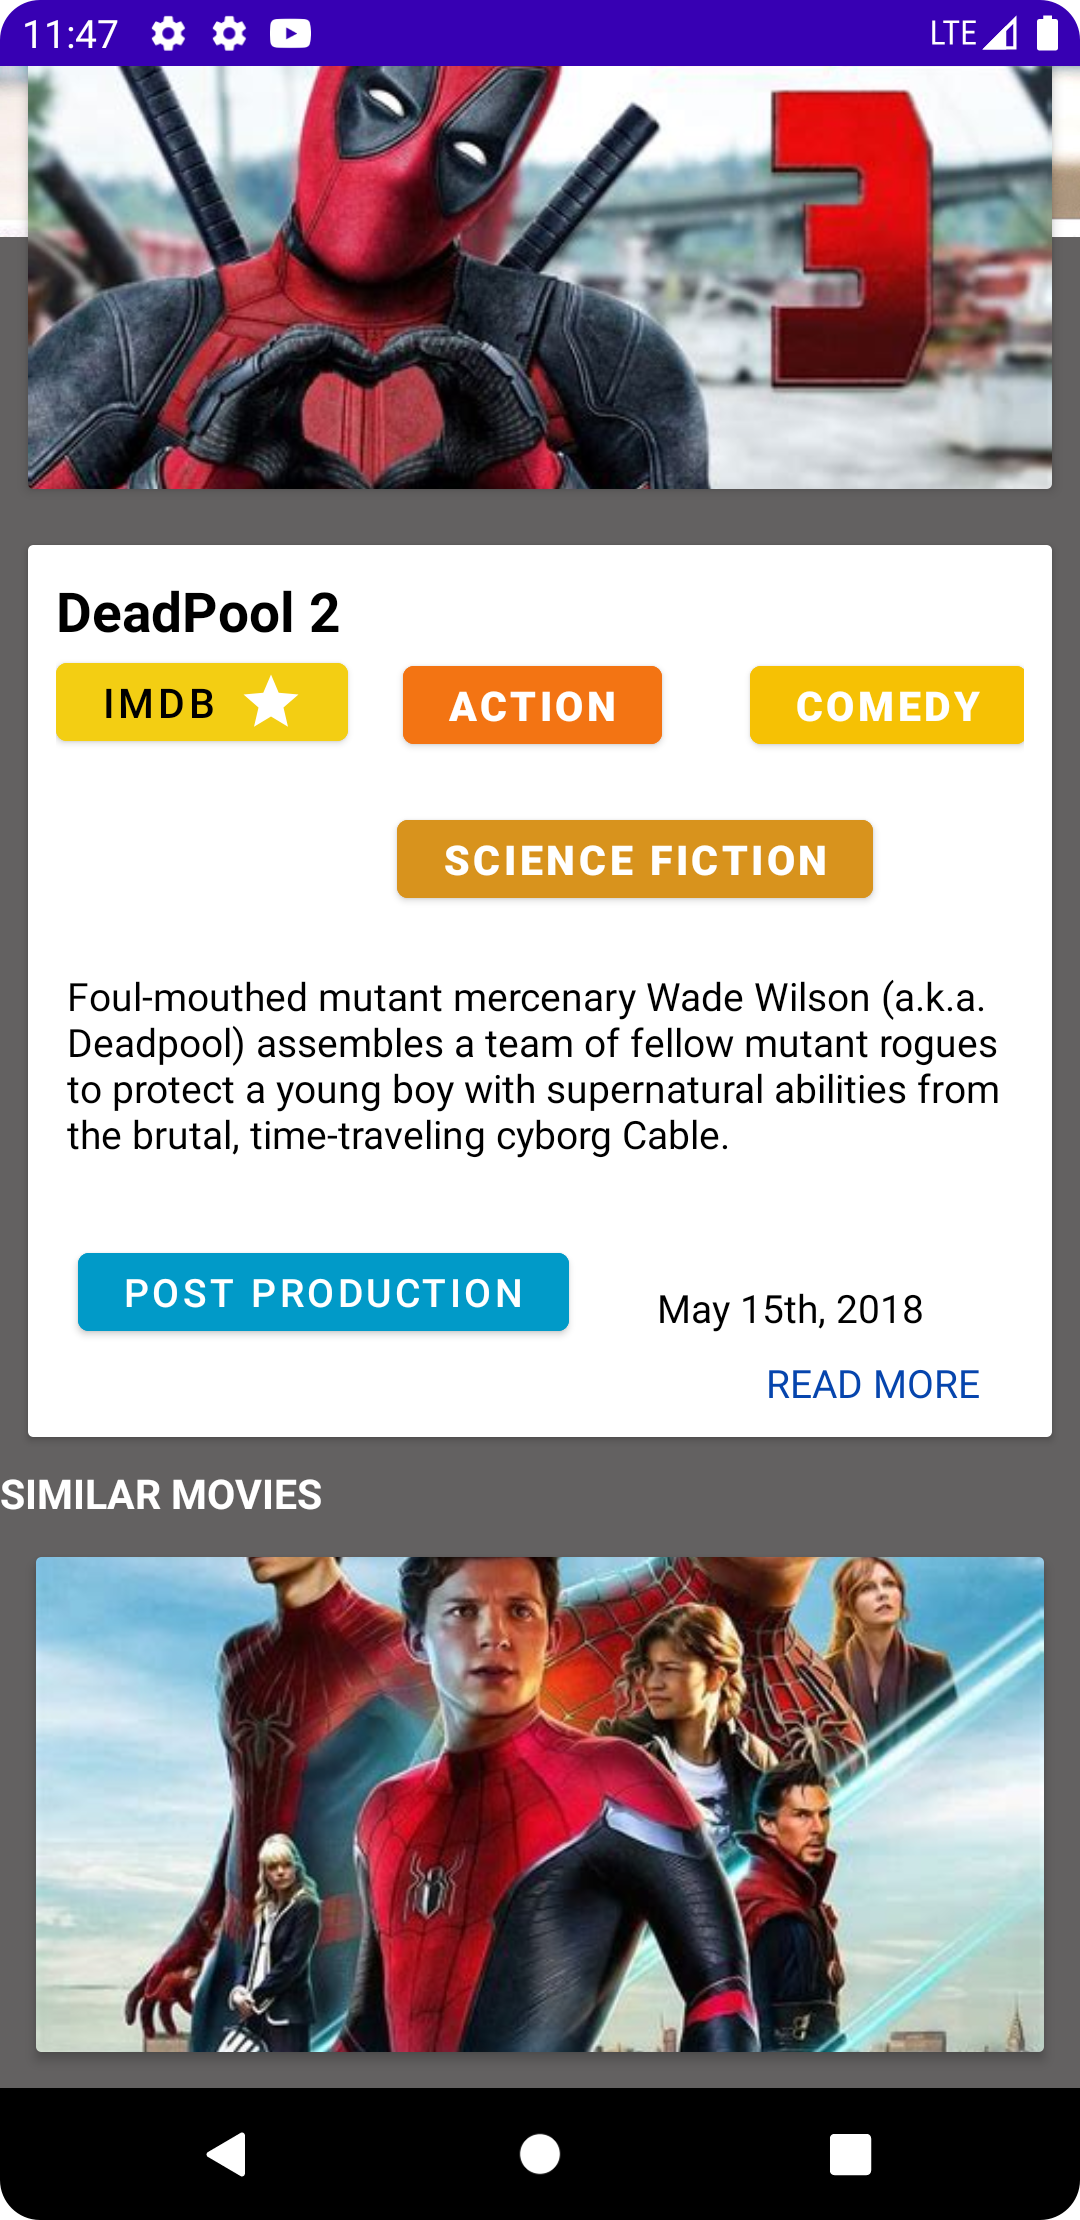 11:47 LTE
3
DeadPool 2
IMDB ACTION COMEDY
SCIENCE FICTION
Foul-mouthed mutant mercenary Wade Wilson (a.k.a.
Deadpool) assembles a team of fellow mutant rogues
to protect a young boy with supernatural abilities from
the brutal, time-traveling cyborg Cable.
POST PRODUCTION
May 15th, 2018
READ MORE
SIMILAR MOVIES